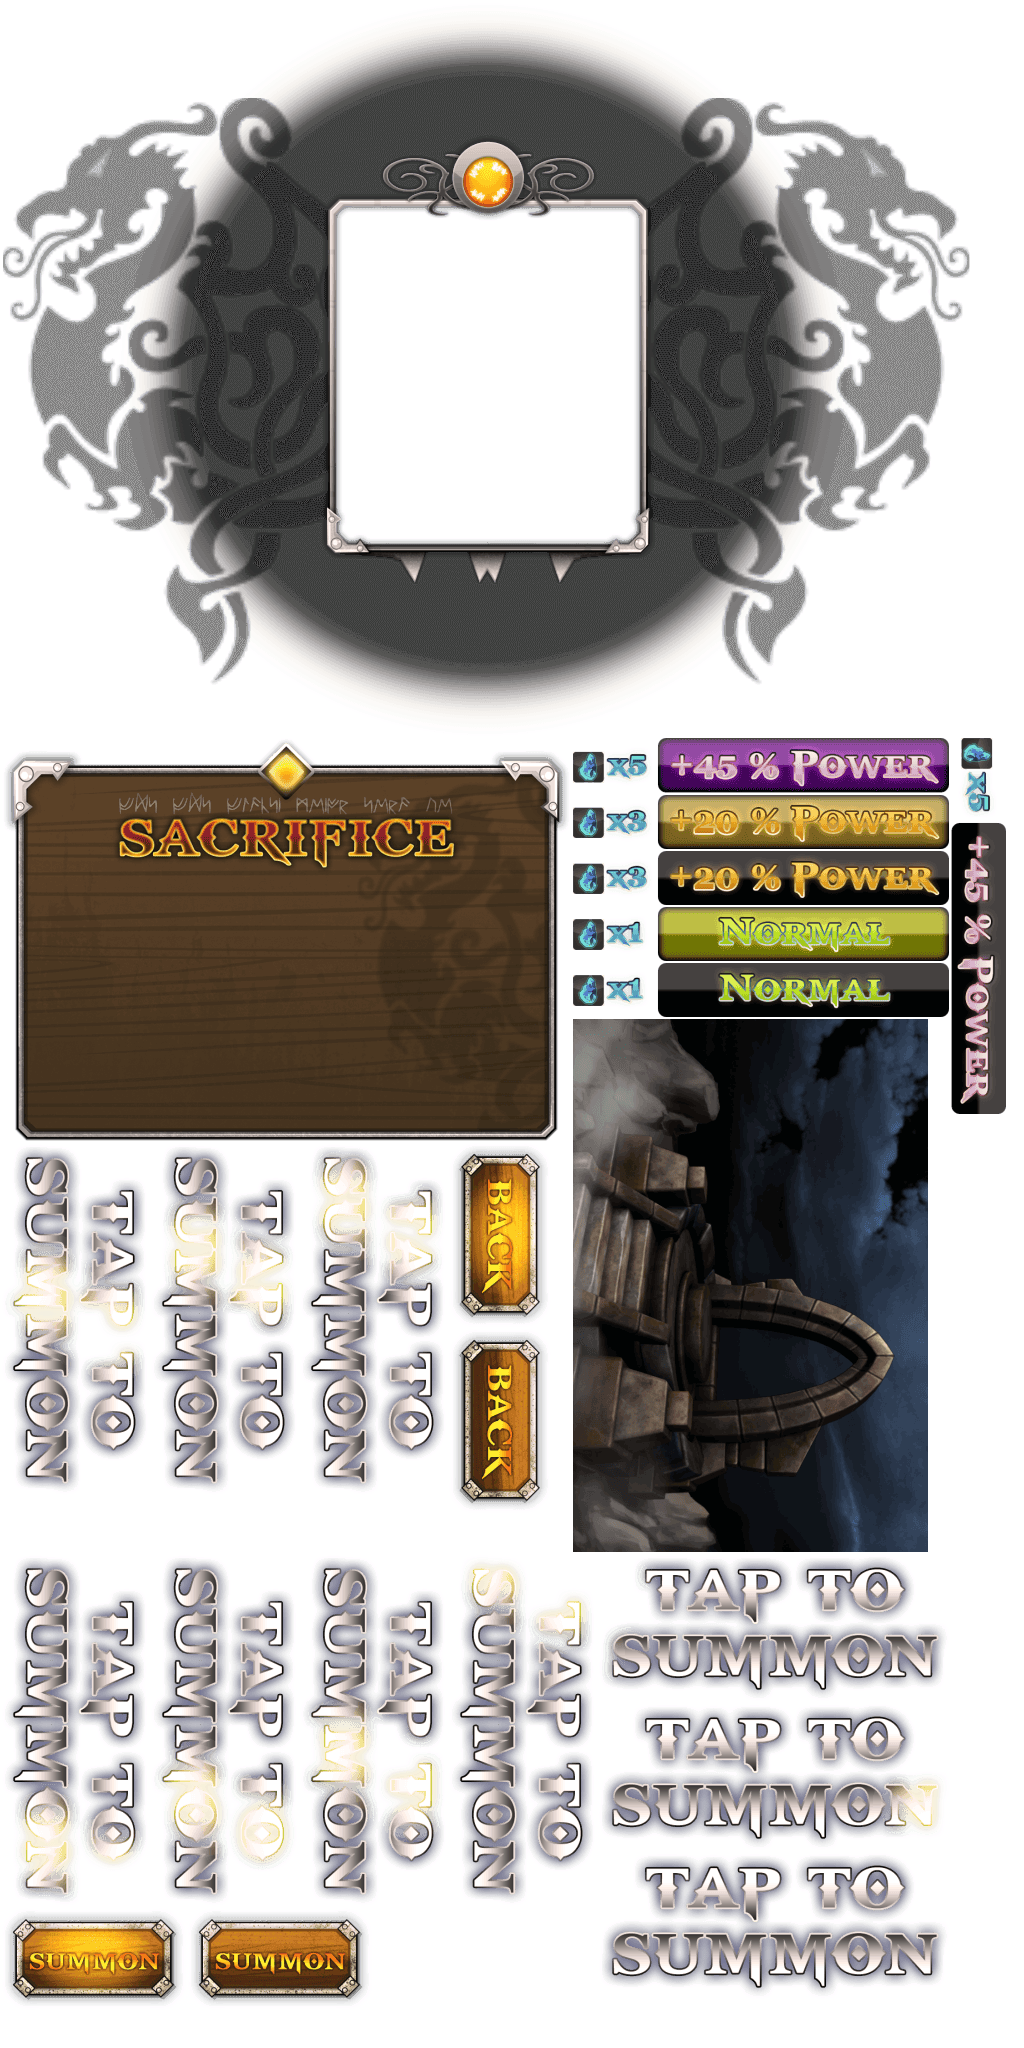 SACRIFICE
x5 +45 % POWER
x3 +20 % POWER
x3 +20 % POWER
x1 NORMAL
x1 NORMAL
x5
+45 % POWER
TAP TO
SUMMON
TAP TO
SUMMON
TAP TO
SUMMON
BACK
BACK
TAP TO
SUMMON
TAP TO
SUMMON
TAP TO
SUMMON
TAP TO
SUMMON
TAP TO
SUMMON
TAP TO
SUMMON
TAP TO
SUMMON
SUMMON
SUMMON